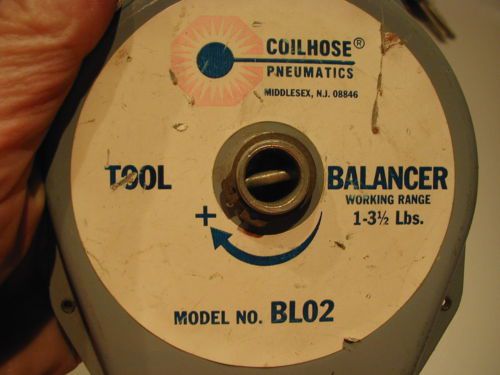 COILHOSE®
PNEUMATICS
MIDDLESEX, N.J. 08846
TOOL BALANCER
WORKING RANGE
1-3½ Lbs.
+
MODEL NO. BL02